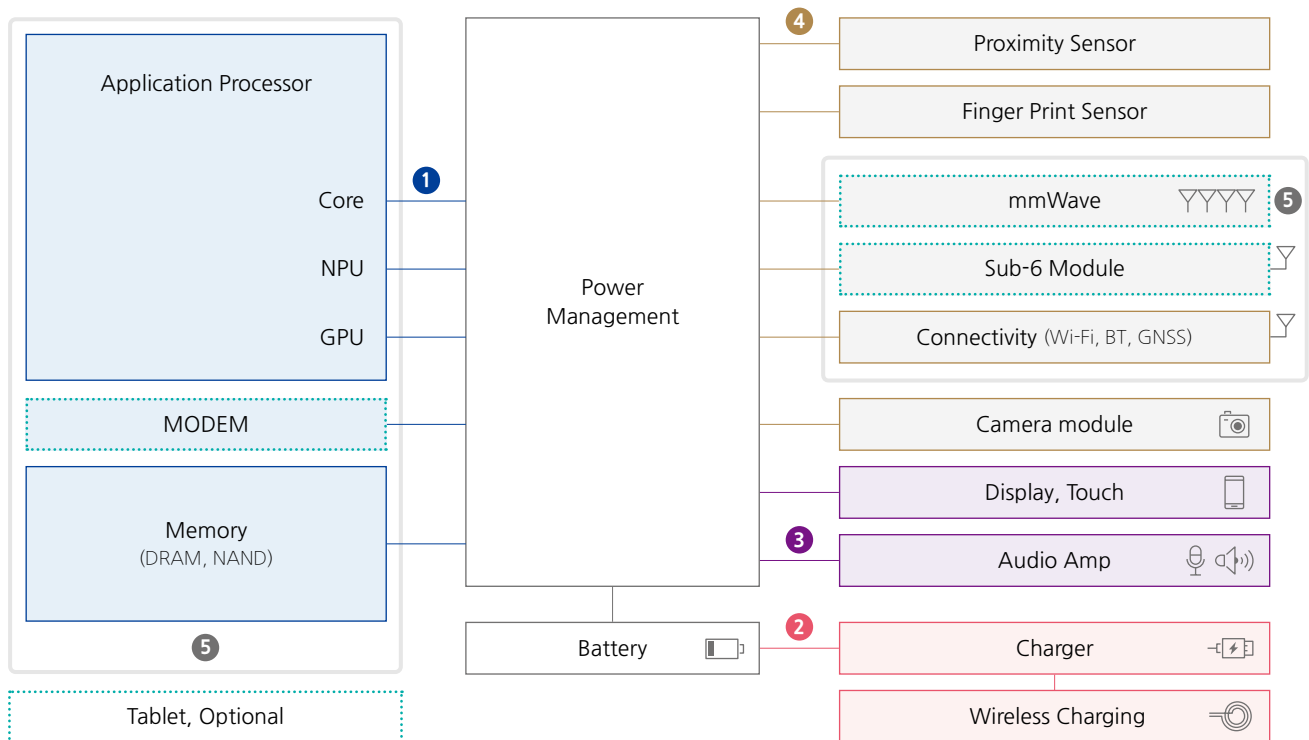 Application Processor
Core
NPU
GPU
MODEM
Memory
(DRAM, NAND)
5
Tablet, Optional
1
Power
Management
Battery
4
Proximity Sensor
Finger Print Sensor
mmWave
5
Sub-6 Module
Connectivity (Wi-Fi, BT, GNSS)
Camera module
Display, Touch
3
Audio Amp
2
Charger
Wireless Charging